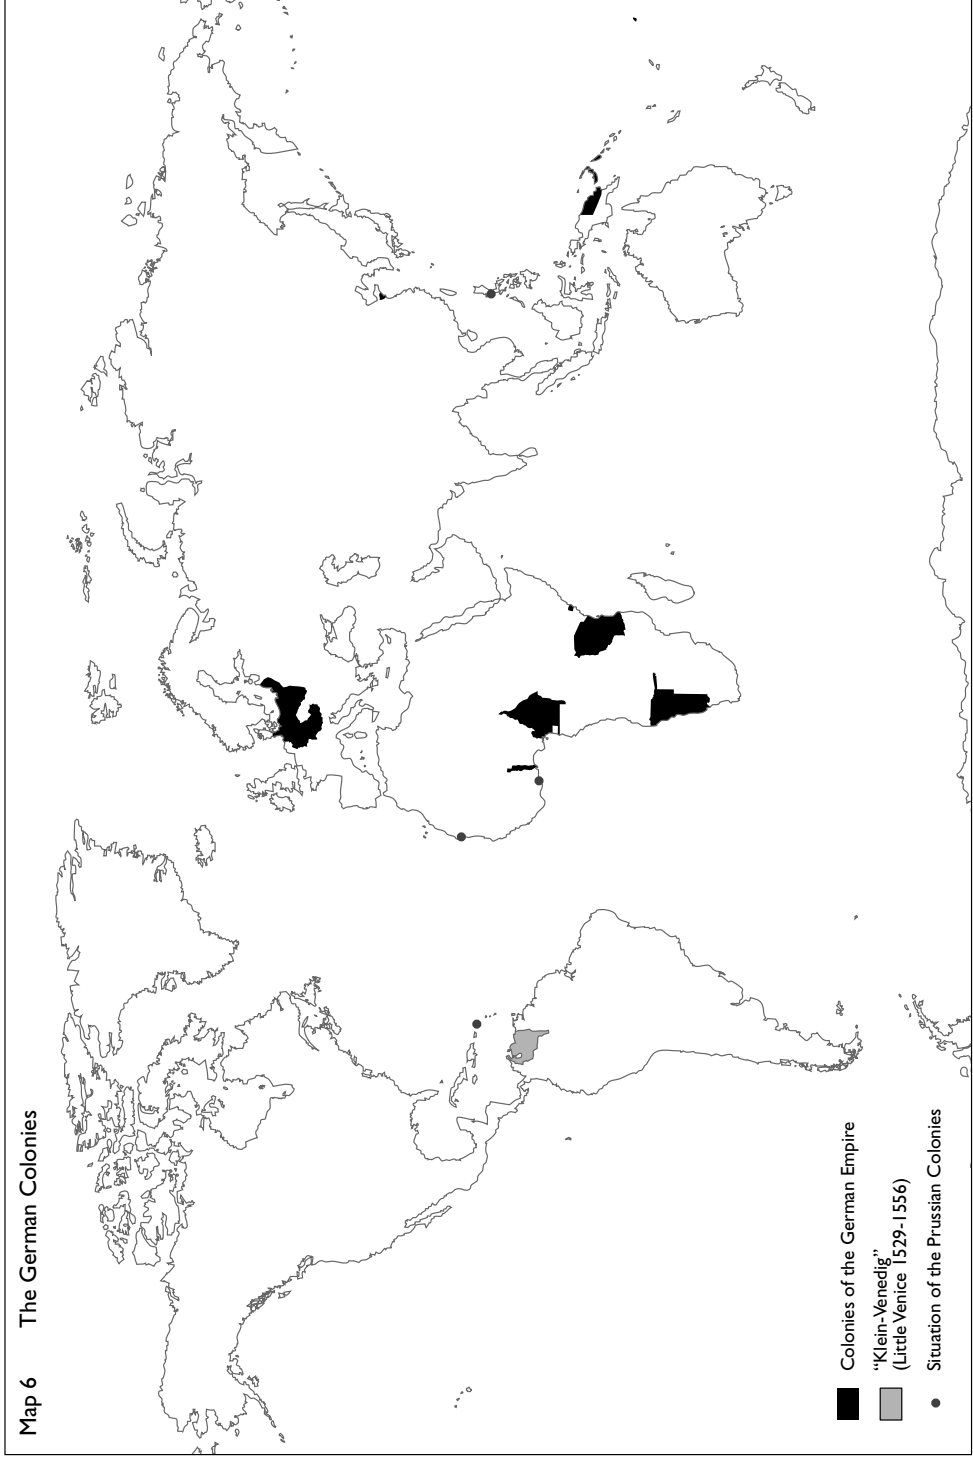 Map 6 The German Colonies
Colonies of the German Empire
“Klein-Venedig”
(Little Venice 1529-1556)
Situation of the Prussian Colonies